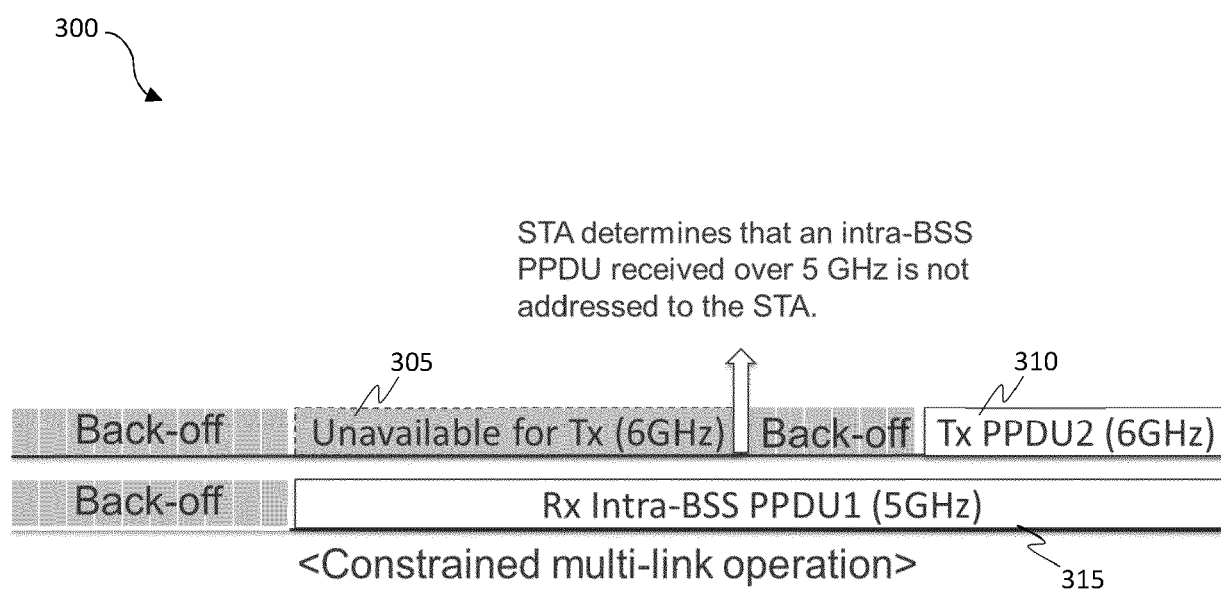 300
STA determines that an intra-BSS
PPDU received over 5 GHz is not
addressed to the STA.
305
310
Back-off Unavailable for Tx (6GHz) Back-off Tx PPDU2 (6GHz)
Back-off Rx Intra-BSS PPDU1 (5GHz)
<Constrained multi-link operation>
315